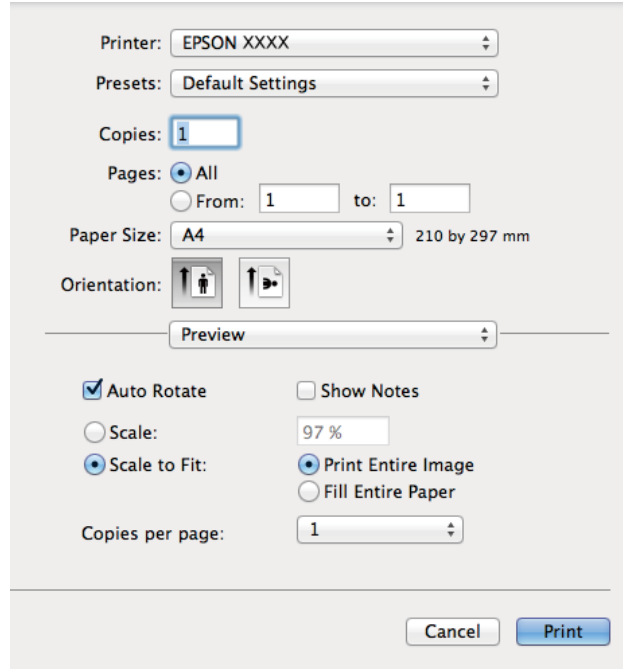 Printer: EPSON XXXX
Presets: Default Settings
Copies: 1
Pages: All
From: 1 to: 1
Paper Size: A4 210 by 297 mm
Orientation:
Preview
Auto Rotate Show Notes
Scale: 97 %
Scale to Fit: Print Entire Image
Fill Entire Paper
Copies per page: 1
Cancel Print